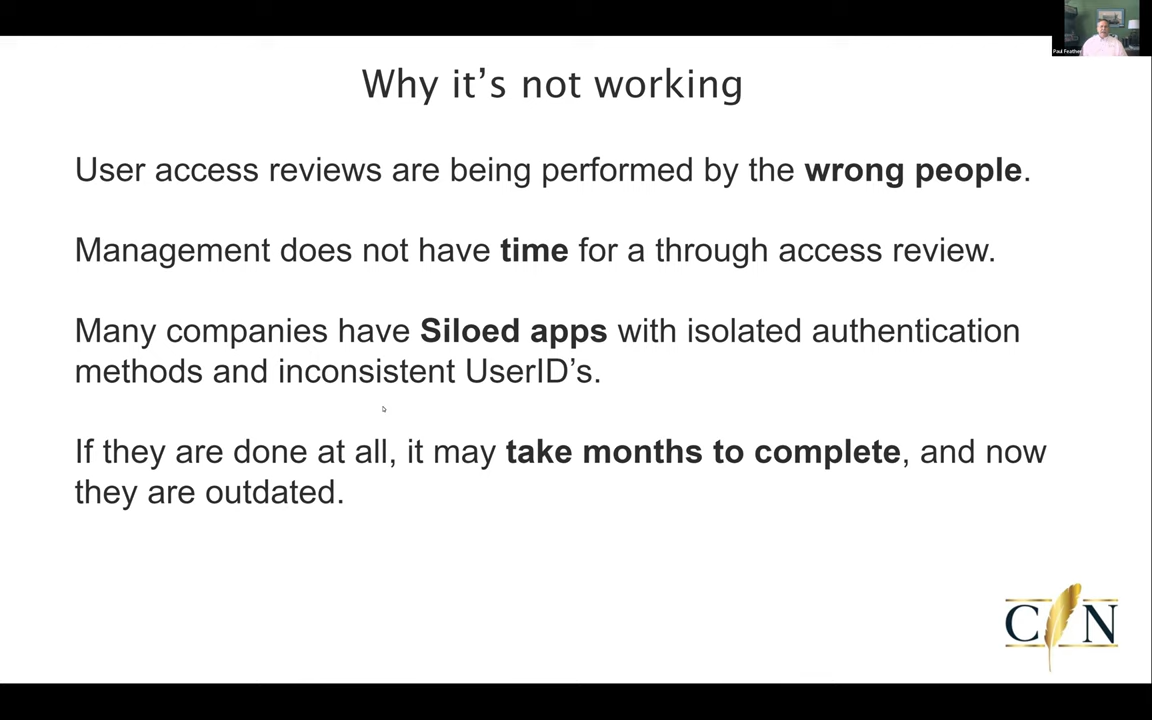 Paul Feather
Why it's not working
User access reviews are being performed by the wrong people.
Management does not have time for a through access review.
Many companies have Siloed apps with isolated authentication
methods and inconsistent UserID's.
If they are done at all, it may take months to complete, and now
they are outdated.
C N